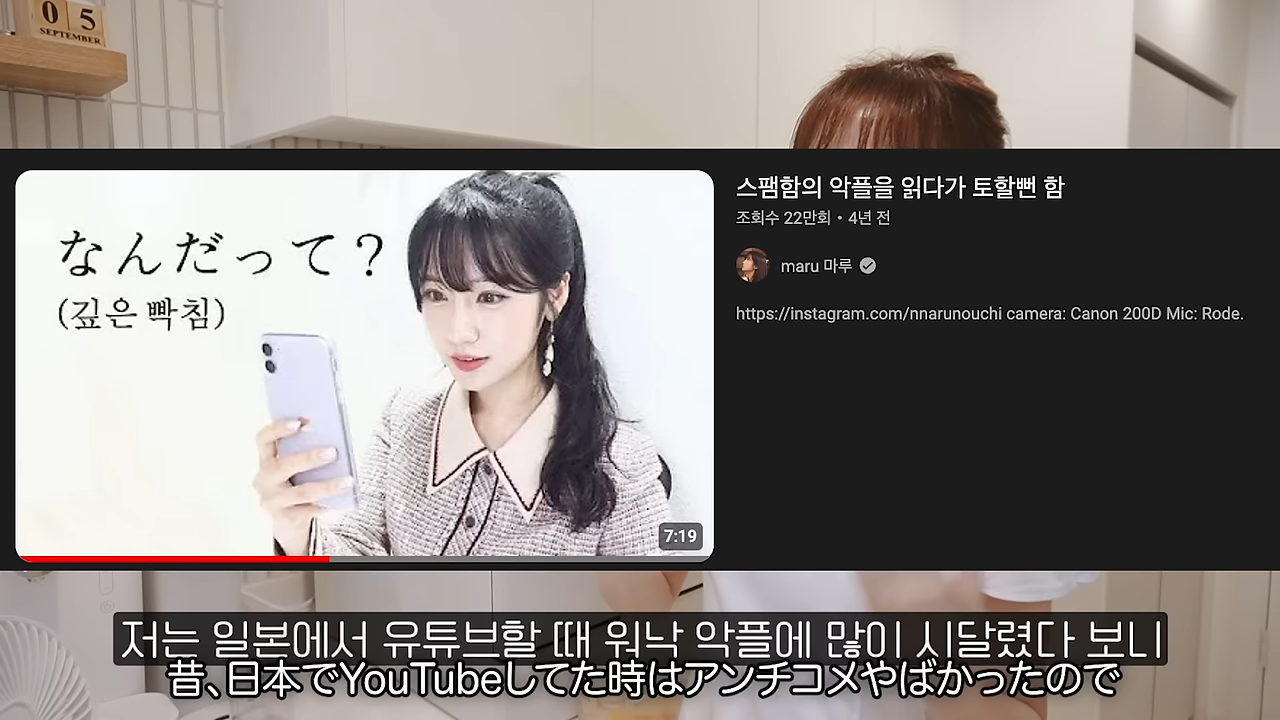 0 5
SEPTEMBER
なんだって?
(깊은 빡침)
7:19
스팸함의 악플을 읽다가 토할뻔 함
조회수 22만회・4년 전
maru 마루
https://instagram.com/nnarunouchi camera: Canon 200D Mic: Rode.
저는 일본에서 유튜브할 때 워낙 악플에 많이 시달렸다 보니
昔、日本でYouTubeしてた時はアンチコメやばかったので